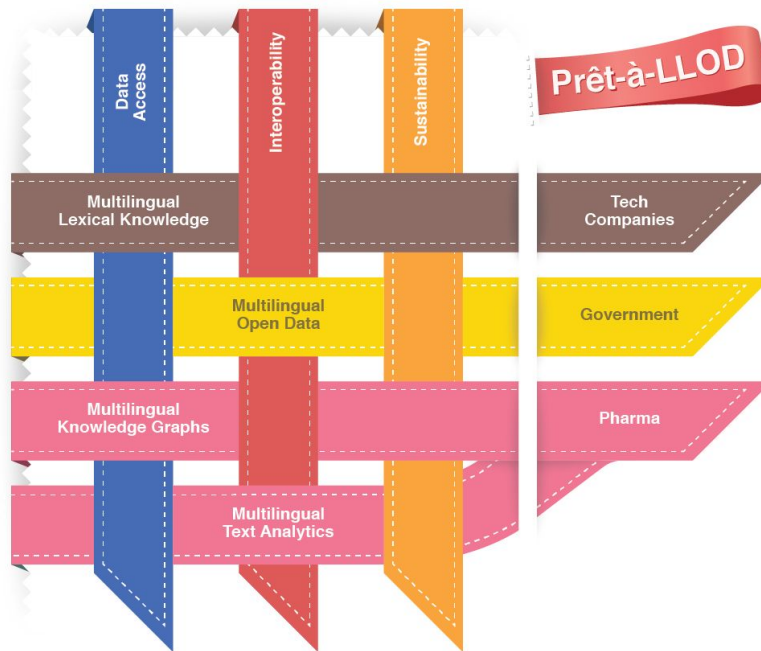 Data
Access
Interoperability
Sustainability
Prêt-à-LLOD
Multilingual
Lexical Knowledge
Tech
Companies
Multilingual
Open Data
Government
Multilingual
Knowledge Graphs
Pharma
Multilingual
Text Analytics